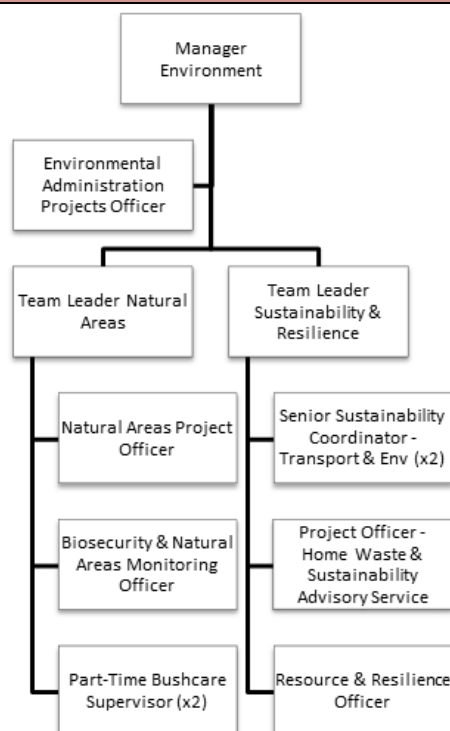 Manager
Environment
Environmental
Administration
Projects Officer
Team Leader Natural
Areas
Team Leader
Sustainability &
Resilience
Natural Areas Project
Officer
Biosecurity & Natural
Areas Monitoring
Officer
Part-Time Bushcare
Supervisor (x2)
Senior Sustainability
Coordinator -
Transport & Env (x2)
Project Officer -
Home Waste &
Sustainability
Advisory Service
Resource & Resilience
Officer